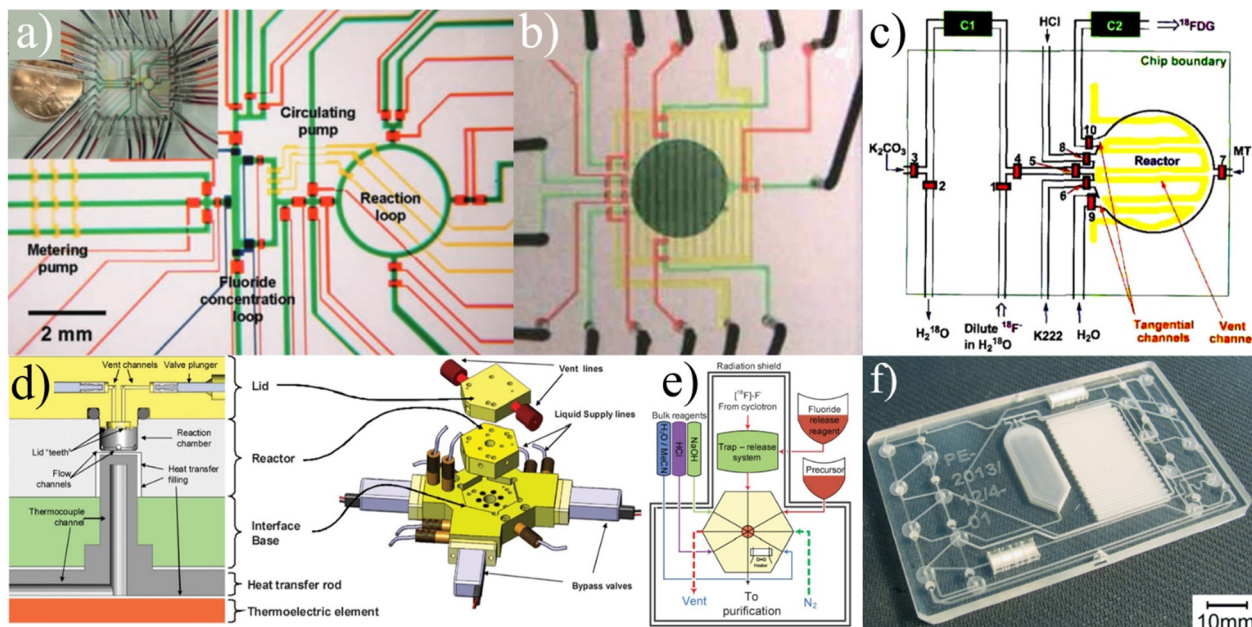 a)
Circulating
pump
Reaction
loop
Metering
pump
Fluoride
concentration
loop
2 mm
b)
c)
C1
HCl
C2
¹⁸FDG
Chip boundary
K₂CO₃
3
2
1
4
5
8
10
6
9
7
MT
Reactor
H₂¹⁸O
Dilute ¹⁸F⁻
in H₂¹⁸O
K222
H₂O
Tangential
channels
Vent
channel
d)
Vent channels
Valve plunger
Lid "teeth"
Flow
channels
Reaction
chamber
Heat transfer
filling
Thermocouple
channel
Lid
Reactor
Interface
Base
Heat transfer rod
Thermoelectric element
Vent lines
Liquid Supply lines
Bypass valves
e)
Radiation shield
[¹⁸F]-F⁻
From cyclotron
Bulk reagents
H₂O / MeCN
HCl
NaOH
Trap – release
system
Fluoride
release reagent
Precursor
Heater
Vent
To
purification
N₂
f)
PE-
2013/
01
10mm